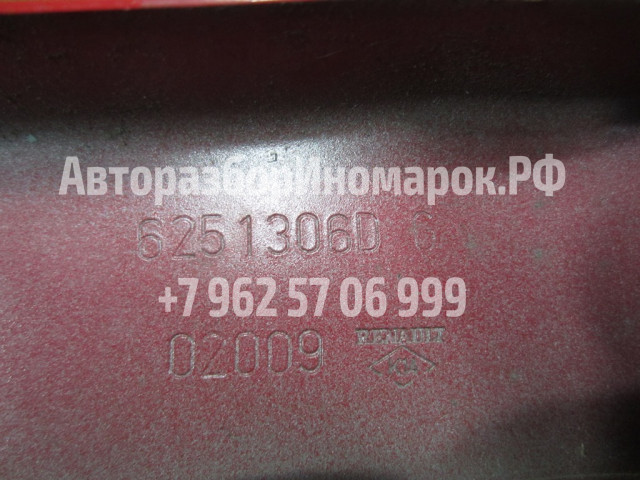 АвторазборИномарок.РФ
6251306D G
+7 962 57 06 999
02009 RENAULT